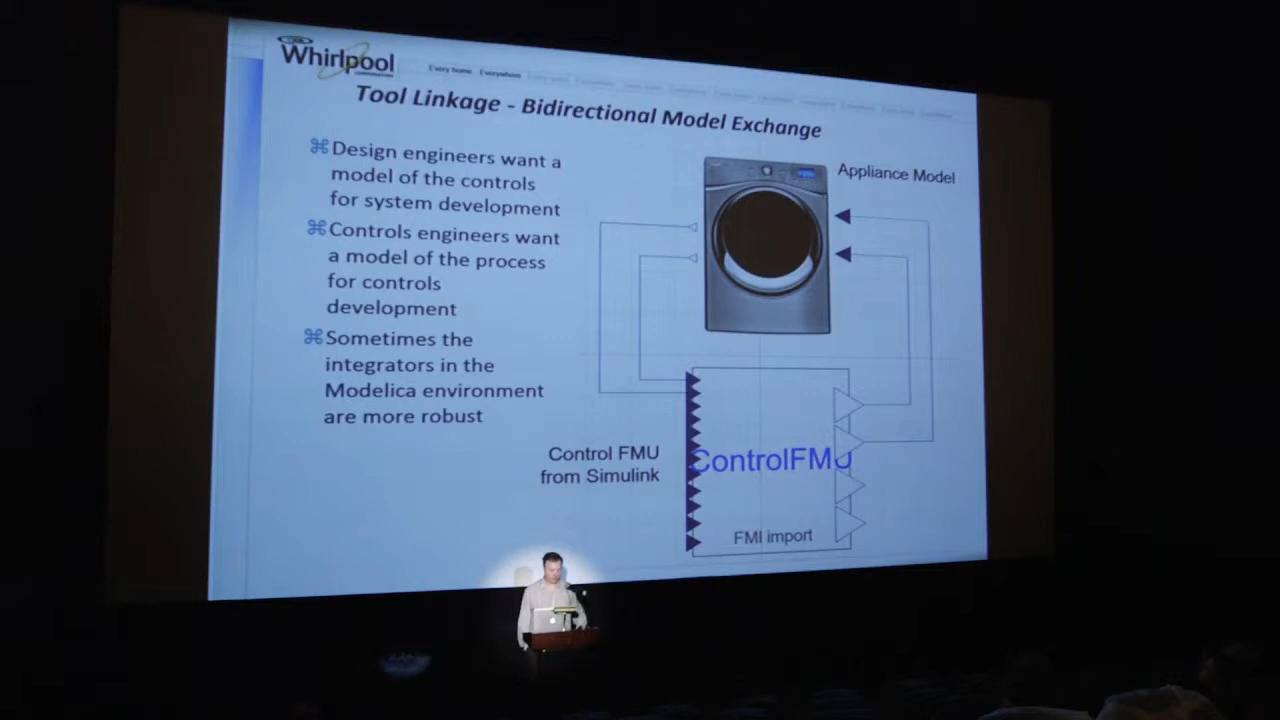 Whirlpool
CORPORATION
Every home. Everywhere
Tool Linkage - Bidirectional Model Exchange
⌘Design engineers want a
model of the controls
for system development
⌘Controls engineers want
a model of the process
for controls
development
⌘Sometimes the
integrators in the
Modelica environment
are more robust
Appliance Model
Control FMU
from Simulink
ControlFMU
FMI import